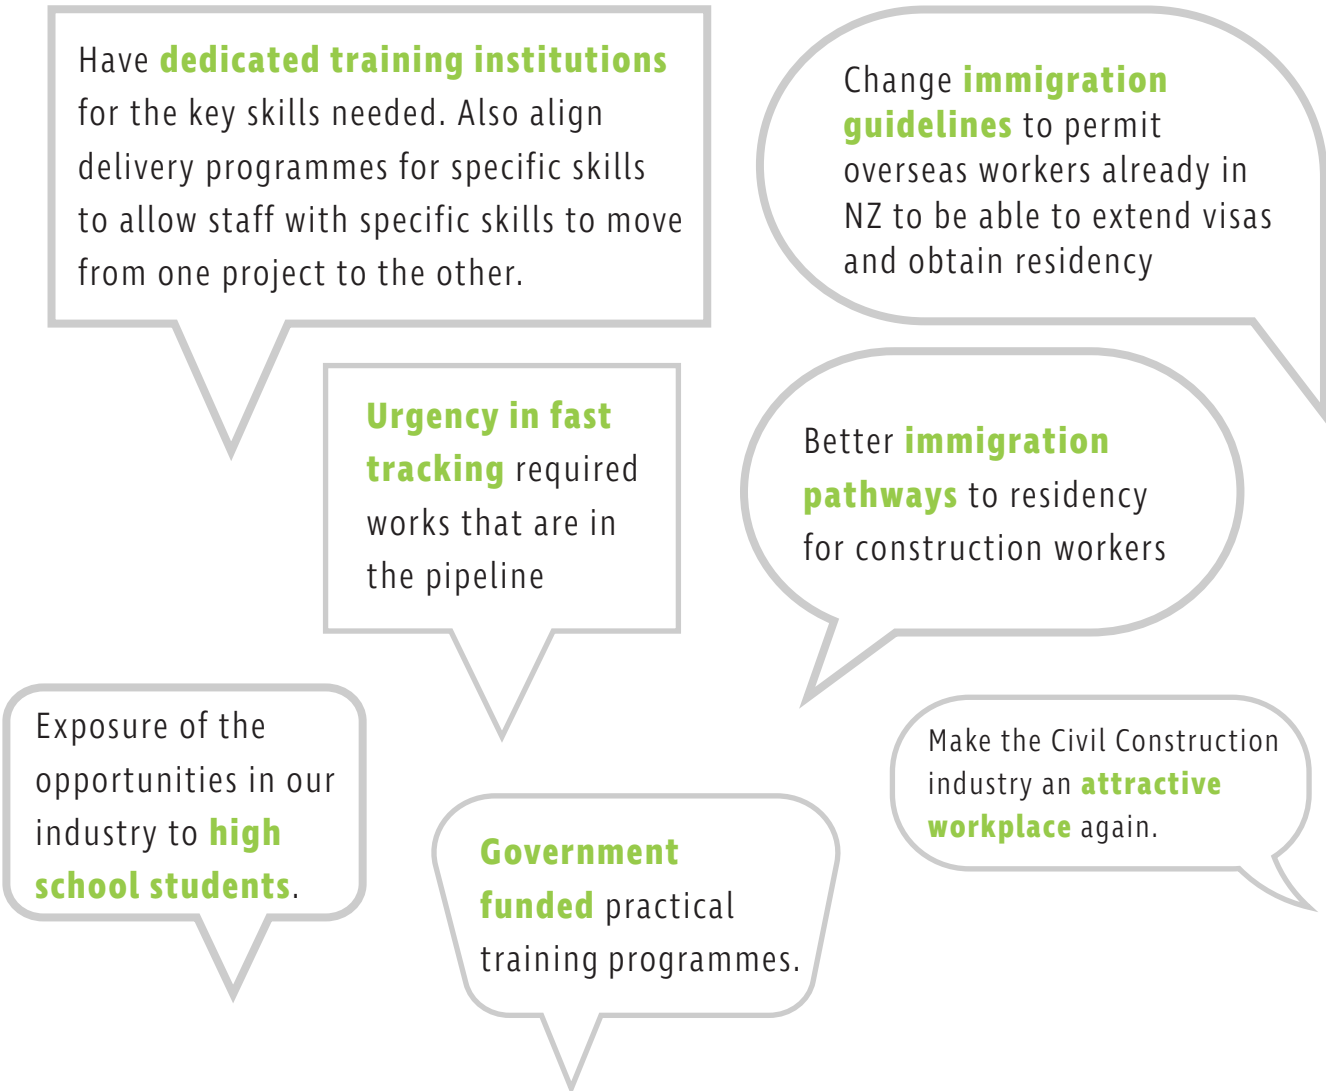 Have dedicated training institutions
for the key skills needed. Also align
delivery programmes for specific skills
to allow staff with specific skills to move
from one project to the other.
Change immigration
guidelines to permit
overseas workers already in
NZ to be able to extend visas
and obtain residency
Urgency in fast
tracking required
works that are in
the pipeline
Better immigration
pathways to residency
for construction workers
Exposure of the
opportunities in our
industry to high
school students.
Government
funded practical
training programmes.
Make the Civil Construction
industry an attractive
workplace again.